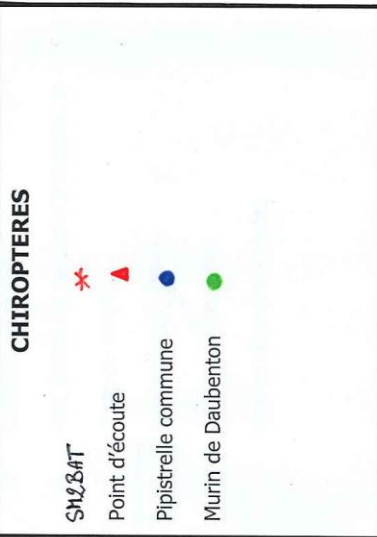 CHIROPTERES
SM2BAT
Point d'écoute
Pipistrelle commune
Murin de Daubenton